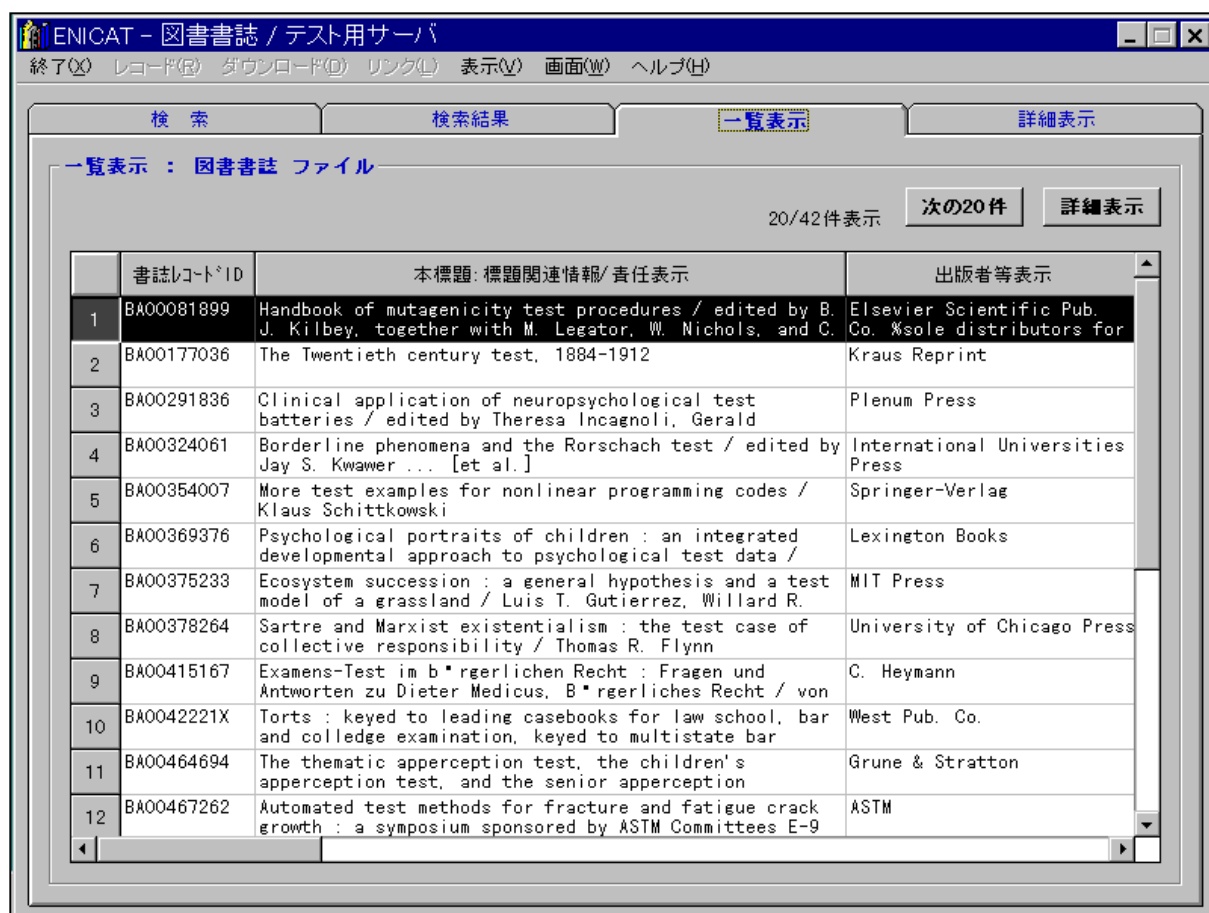 ENICAT - 図書書誌 / テスト用サーバ
終了(X) レコード(R) ダウンロード(D) リンク(L) 表示(V) 画面(W) ヘルプ(H)
検 索 検索結果 一覧表示 詳細表示
一覧表示 : 図書書誌 ファイル
20/42件表示 次の20件 詳細表示
書誌ﾚｺｰﾄﾞID 本標題:標題関連情報/責任表示 出版者等表示
1 BA00081899 Handbook of mutagenicity test procedures / edited by B. Elsevier Scientific Pub.
J. Kilbey, together with M. Legator, W. Nichols, and C. Co. %sole distributors for
2 BA00177036 The Twentieth century test, 1884-1912 Kraus Reprint
3 BA00291836 Clinical application of neuropsychological test Plenum Press
batteries / edited by Theresa Incagnoli, Gerald
4 BA00324061 Borderline phenomena and the Rorschach test / edited by International Universities
Jay S. Kwawer ... [et al.] Press
5 BA00354007 More test examples for nonlinear programming codes / Springer-Verlag
Klaus Schittkowski
6 BA00369376 Psychological portraits of children : an integrated Lexington Books
developmental approach to psychological test data /
7 BA00375233 Ecosystem succession : a general hypothesis and a test MIT Press
model of a grassland / Luis T. Gutierrez, Willard R.
8 BA00378264 Sartre and Marxist existentialism : the test case of University of Chicago Press
collective responsibility / Thomas R. Flynn
9 BA00415167 Examens-Test im b･rgerlichen Recht : Fragen und C. Heymann
Antworten zu Dieter Medicus, B･rgerliches Recht / von
10 BA0042221X Torts : keyed to leading casebooks for law school, bar West Pub. Co.
and colledge examination, keyed to multistate bar
11 BA00464694 The thematic apperception test, the children's Grune & Stratton
apperception test, and the senior apperception
12 BA00467262 Automated test methods for fracture and fatigue crack ASTM
growth : a symposium sponsored by ASTM Committees E-9